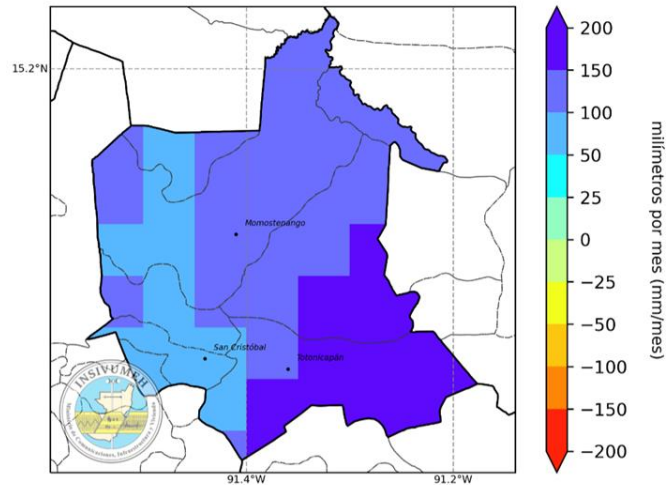 15.2°N
Momostenango
San Cristóbal
Totonicapán
INSIVUMEH
91.4°W
91.2°W
200
150
100
50
25
0
−25
−50
−100
−150
−200
milímetros por mes (mm/mes)